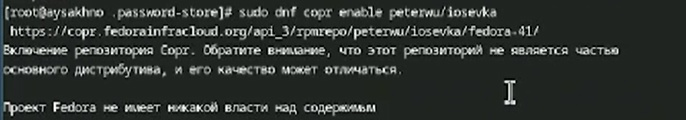 [root@aysakhno .password-store]# sudo dnf copr enable peterwu/iosevka
https://copr.fedorainfracloud.org/api_3/rpmrepo/peterwu/iosevka/fedora-41/
Включение репозитория Copr. Обратите внимание, что этот репозиторий не является частью
основного дистрибутива, и его качество может отличаться.
Проект Fedora не имеет никакой власти над содержимым